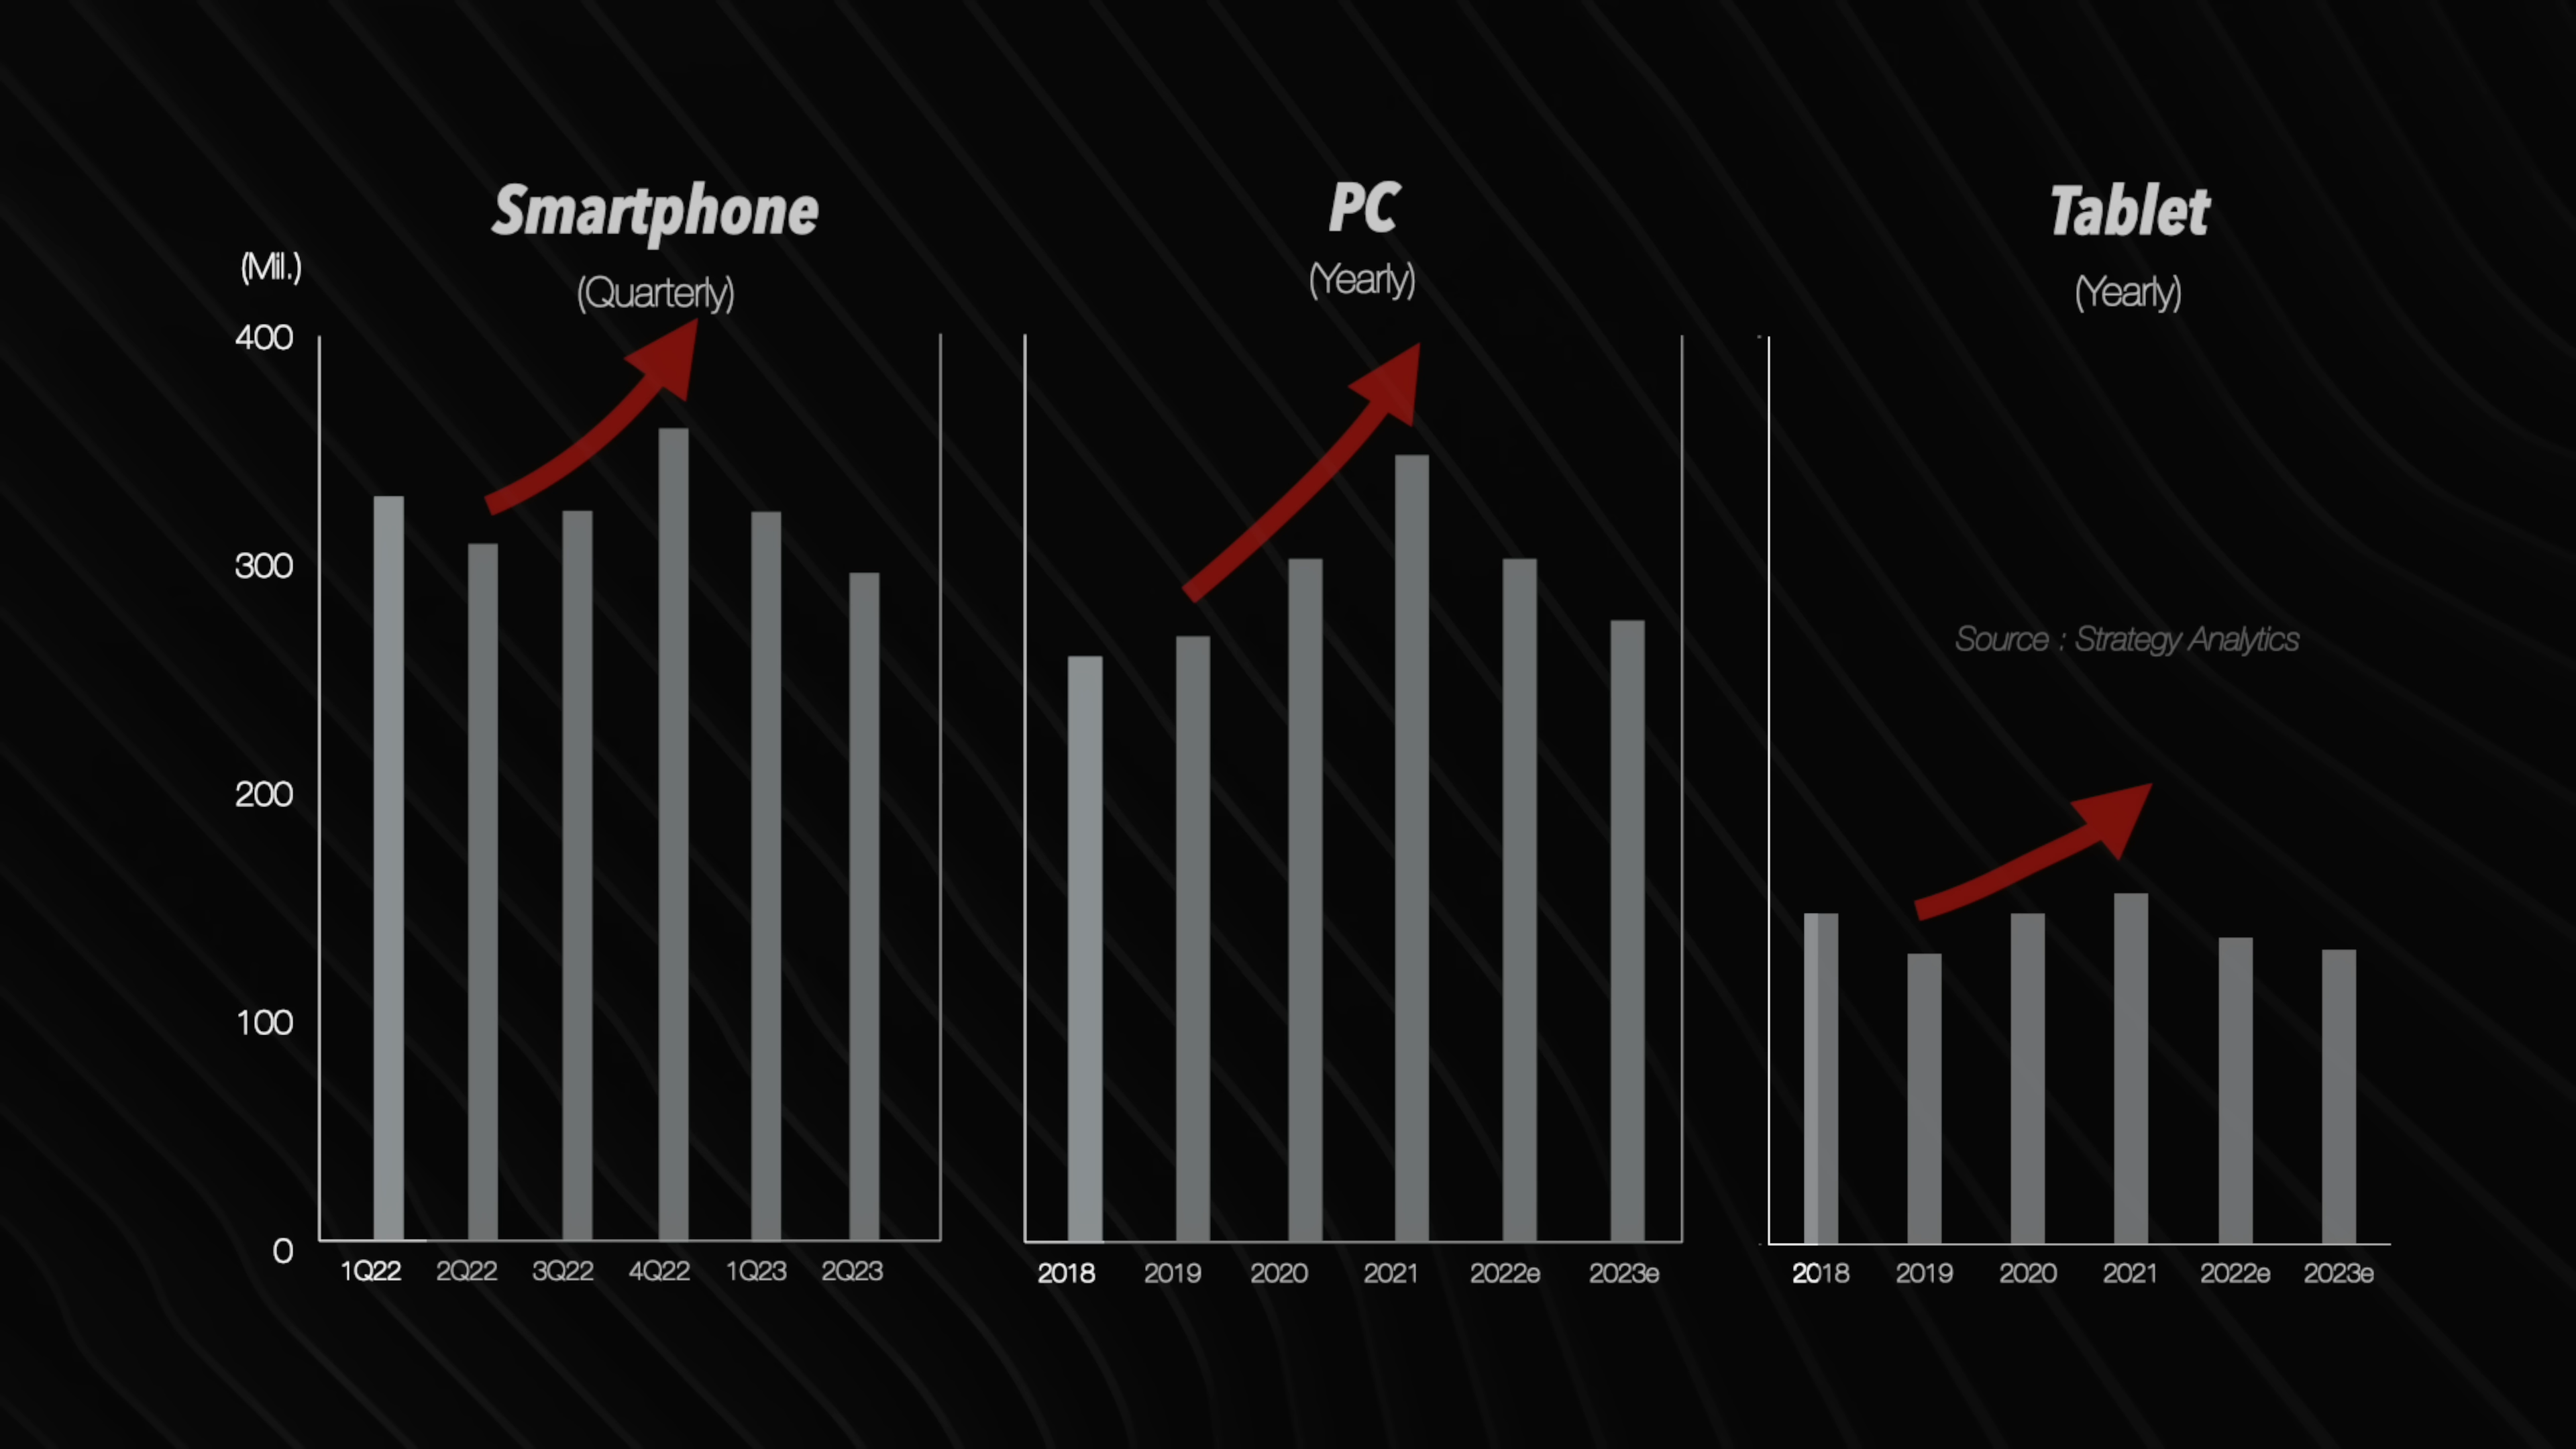 Smartphone
(Quarterly)
(Mil.)
400
300
200
100
0
1Q22 2Q22 3Q22 4Q22 1Q23 2Q23
PC
(Yearly)
2018 2019 2020 2021 2022e 2023e
Tablet
(Yearly)
Source : Strategy Analytics
2018 2019 2020 2021 2022e 2023e